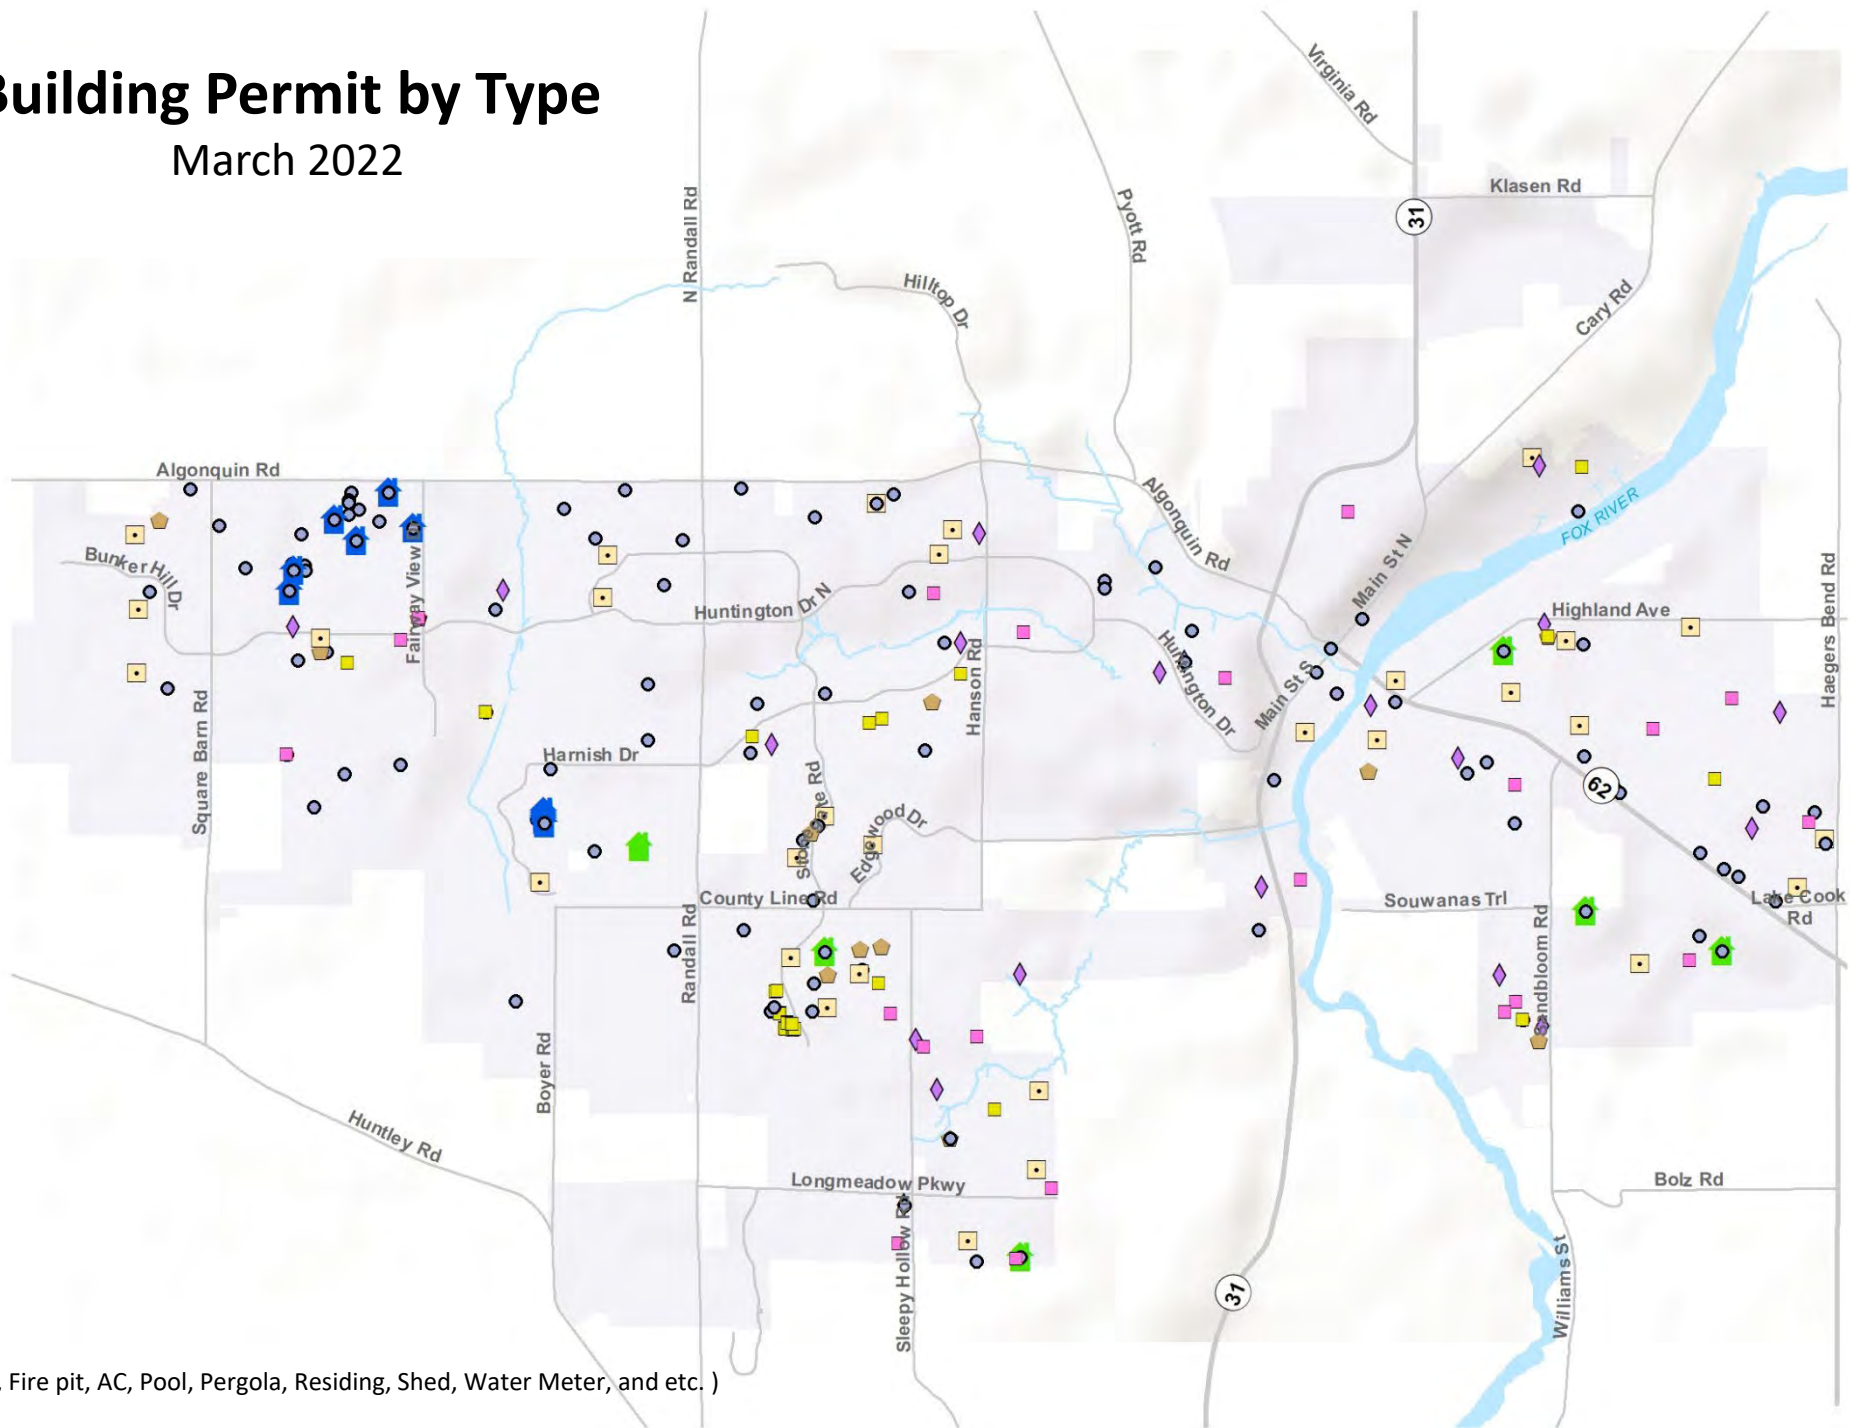 Building Permit by Type
March 2022
Virginia Rd
Klasen Rd
31
N Randall Rd
Pyott Rd
Hilltop Dr
Cary Rd
Algonquin Rd
Algonquin Rd
FOX RIVER
Bunker Hill Dr
Fairway View D
Main St N
Huntington Dr N
Highland Ave
Haegers Bend Rd
Huntington Dr
Main St S
Hanson Rd
Square Barn Rd
Harnish Dr
Rd
Edgewood Dr
62
County Line Rd
Souwanas Trl
Lake Cook
Rd
Randall Rd
Sandbloom Rd
Boyer Rd
Huntley Rd
Longmeadow Pkwy
Bolz Rd
Sleepy Hollow Rd
31
Williams St
Fire pit, AC, Pool, Pergola, Residing, Shed, Water Meter, and etc. )